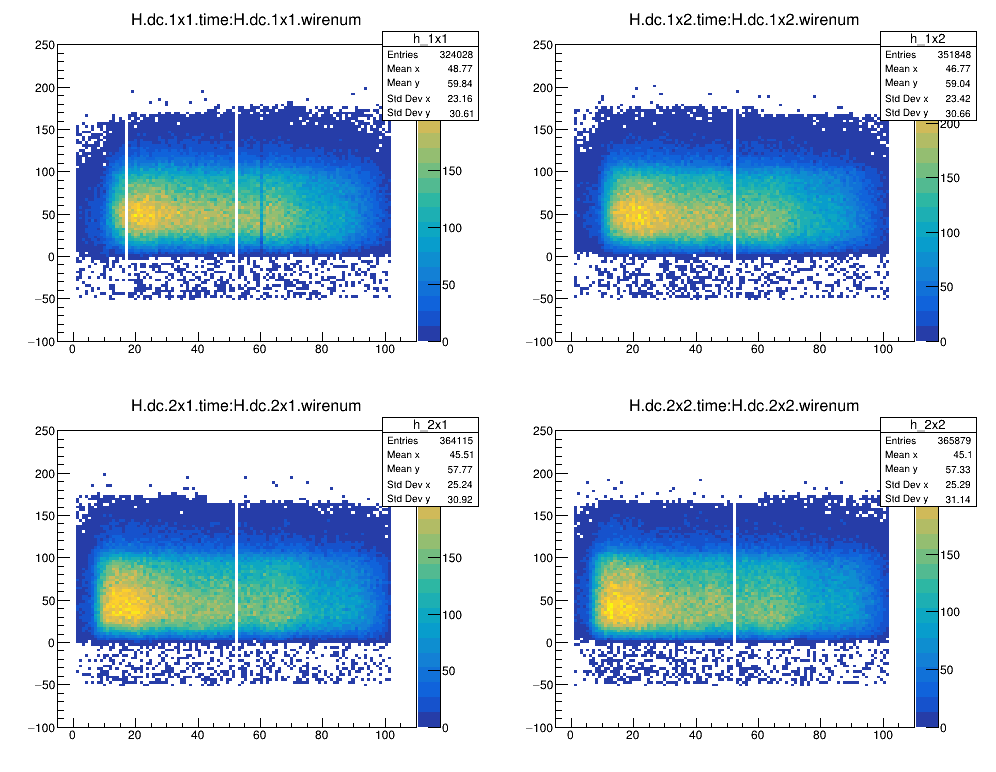 H.dc.1x1.time:H.dc.1x1.wirenum
h_1x1
Entries 324028
Mean x 48.77
Mean y 59.84
Std Dev x 23.16
Std Dev y 30.61
250
200
150
100
50
0
−50
−100
0 20 40 60 80 100
150
100
50
0
H.dc.1x2.time:H.dc.1x2.wirenum
h_1x2
Entries 351848
Mean x 46.77
Mean y 59.04
Std Dev x 23.42
Std Dev y 30.66
250
200
150
100
50
0
−50
−100
0 20 40 60 80 100
200
150
100
50
0
H.dc.2x1.time:H.dc.2x1.wirenum
h_2x1
Entries 364115
Mean x 45.51
Mean y 57.77
Std Dev x 25.24
Std Dev y 30.92
250
200
150
100
50
0
−50
−100
0 20 40 60 80 100
150
100
50
0
H.dc.2x2.time:H.dc.2x2.wirenum
h_2x2
Entries 365879
Mean x 45.1
Mean y 57.33
Std Dev x 25.29
Std Dev y 31.14
250
200
150
100
50
0
−50
−100
0 20 40 60 80 100
150
100
50
0